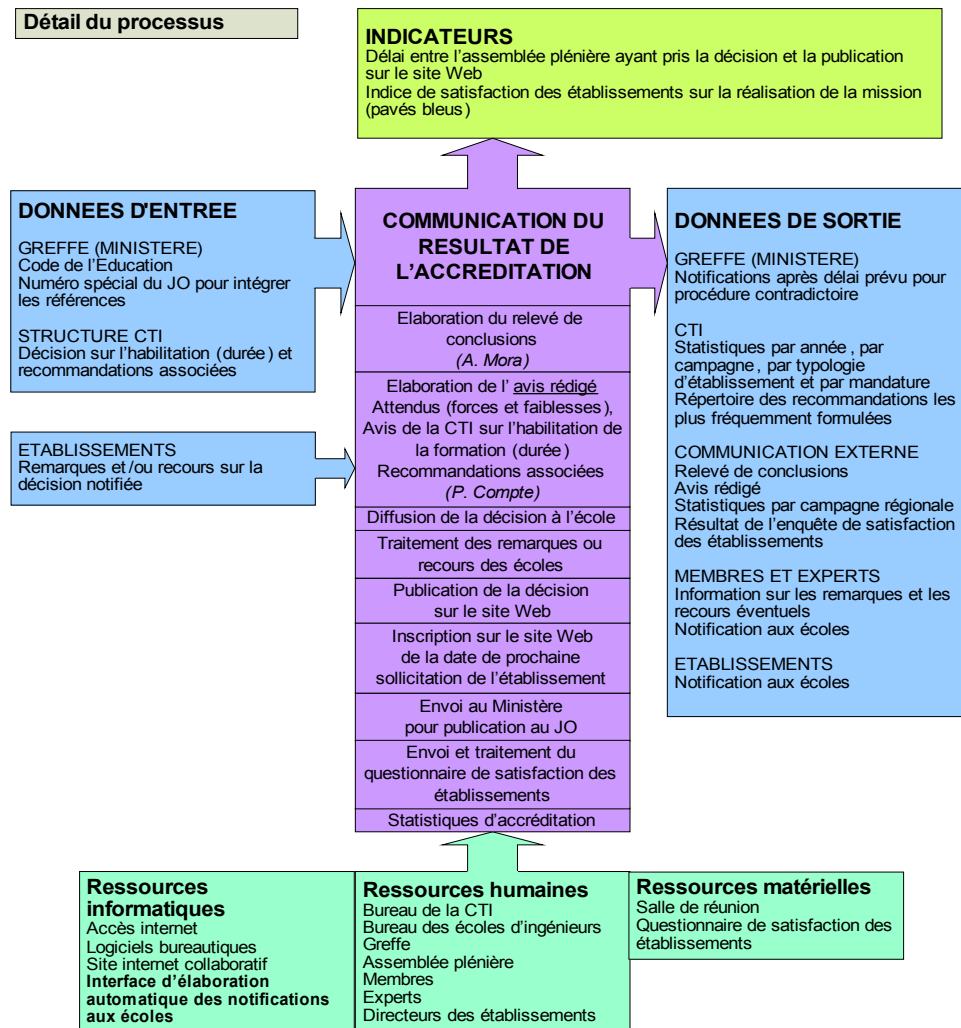 Détail du processus
INDICATEURS
Délai entre l'assemblée plénière ayant pris la décision et la publication
sur le site Web
Indice de satisfaction des établissements sur la réalisation de la mission
(pavés bleus)
DONNEES D'ENTREE
GREFFE (MINISTERE)
Code de l'Education
Numéro spécial du JO pour intégrer
les références
STRUCTURE CTI
Décision sur l'habilitation (durée) et
recommandations associées
ETABLISSEMENTS
Remarques et/ou recours sur la
décision notifiée
COMMUNICATION DU
RESULTAT DE
L'ACCREDITATION
Elaboration du relevé de
conclusions
(A. Mora)
Elaboration de l' avis rédigé
Attendus (forces et faiblesses),
Avis de la CTI sur l'habilitation de
la formation (durée)
Recommandations associées
(P. Compte)
Diffusion de la décision à l'école
Traitement des remarques ou
recours des écoles
Publication de la décision
sur le site Web
Inscription sur le site Web
de la date de prochaine
sollicitation de l'établissement
Envoi au Ministère
pour publication au JO
Envoi et traitement du
questionnaire de satisfaction des
établissements
Statistiques d'accréditation
DONNEES DE SORTIE
GREFFE (MINISTERE)
Notifications après délai prévu pour
procédure contradictoire
CTI
Statistiques par année, par
campagne, par typologie
d'établissement et par mandature
Répertoire des recommandations les
plus fréquemment formulées
COMMUNICATION EXTERNE
Relevé de conclusions
Avis rédigé
Statistiques par campagne régionale
Résultat de l'enquête de satisfaction
des établissements
MEMBRES ET EXPERTS
Information sur les remarques et les
recours éventuels
Notification aux écoles
ETABLISSEMENTS
Notification aux écoles
Ressources
informatiques
Accès internet
Logiciels bureautiques
Site internet collaboratif
Interface d'élaboration
automatique des notifications
aux écoles
Ressources humaines
Bureau de la CTI
Bureau des écoles d'ingénieurs
Greffe
Assemblée plénière
Membres
Experts
Directeurs des établissements
Ressources matérielles
Salle de réunion
Questionnaire de satisfaction des
établissements